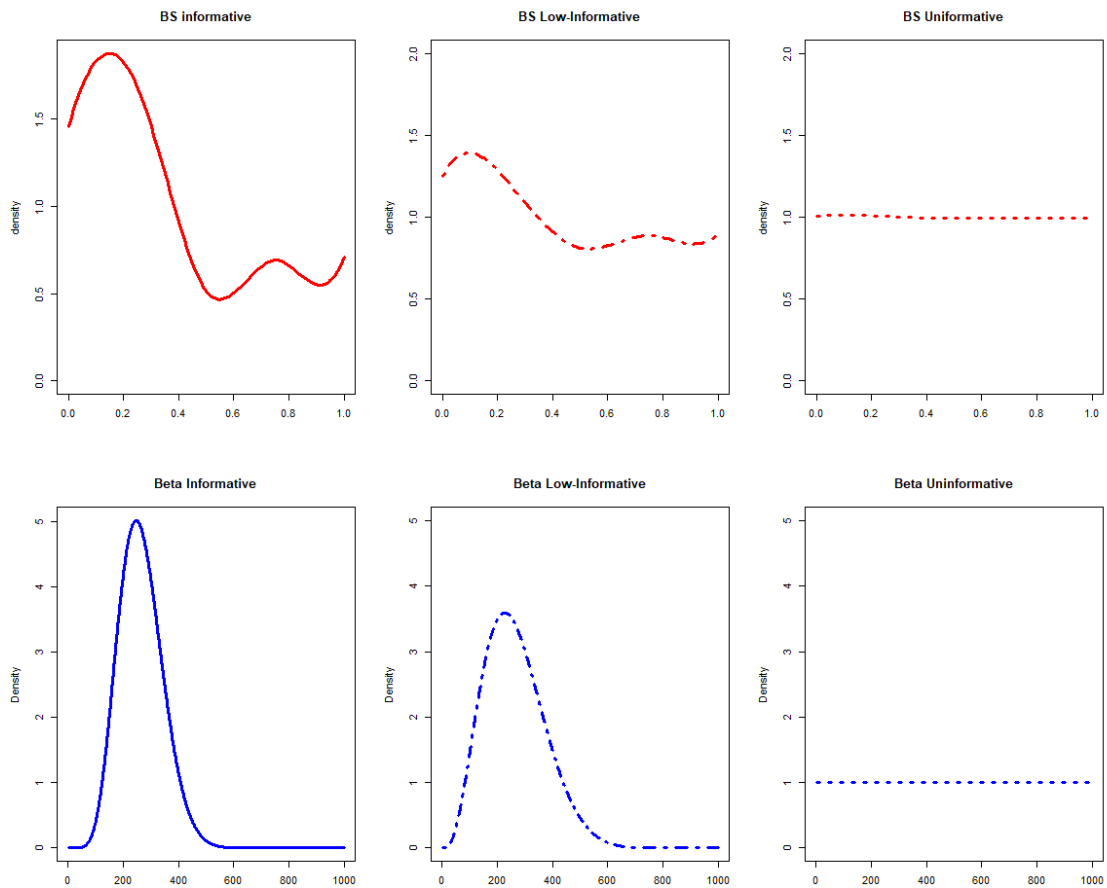 BS informative
BS Low-Informative
BS Uniformative
density
0.0 0.5 1.0 1.5
0.0 0.2 0.4 0.6 0.8 1.0
density
0.0 0.5 1.0 1.5 2.0
0.0 0.2 0.4 0.6 0.8 1.0
density
0.0 0.5 1.0 1.5 2.0
0.0 0.2 0.4 0.6 0.8 1.0
Beta Informative
Beta Low-Informative
Beta Uninformative
Density
0 1 2 3 4 5
0 200 400 600 800 1000
Density
0 1 2 3 4 5
0 200 400 600 800 1000
Density
0 1 2 3 4 5
0 200 400 600 800 1000